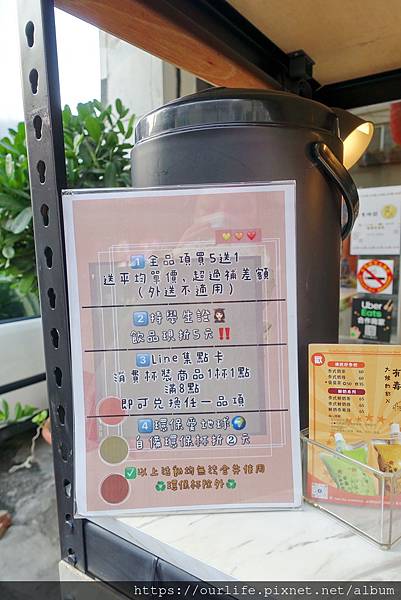 1 全品項買5送1
送平均單價、超過補差額
(外送不適用)
2 持學生證
飲品現折5元!!
3 Line集點卡
消費杯裝商品1杯1點
滿8點
即可兌換任一品項
4 環保愛地球
自備環保杯折2元
✓以上活動均無法合併使用
♻環保杯除外♻
Uber
Eats
合作商家
https://ourlife.pixnet.net/album